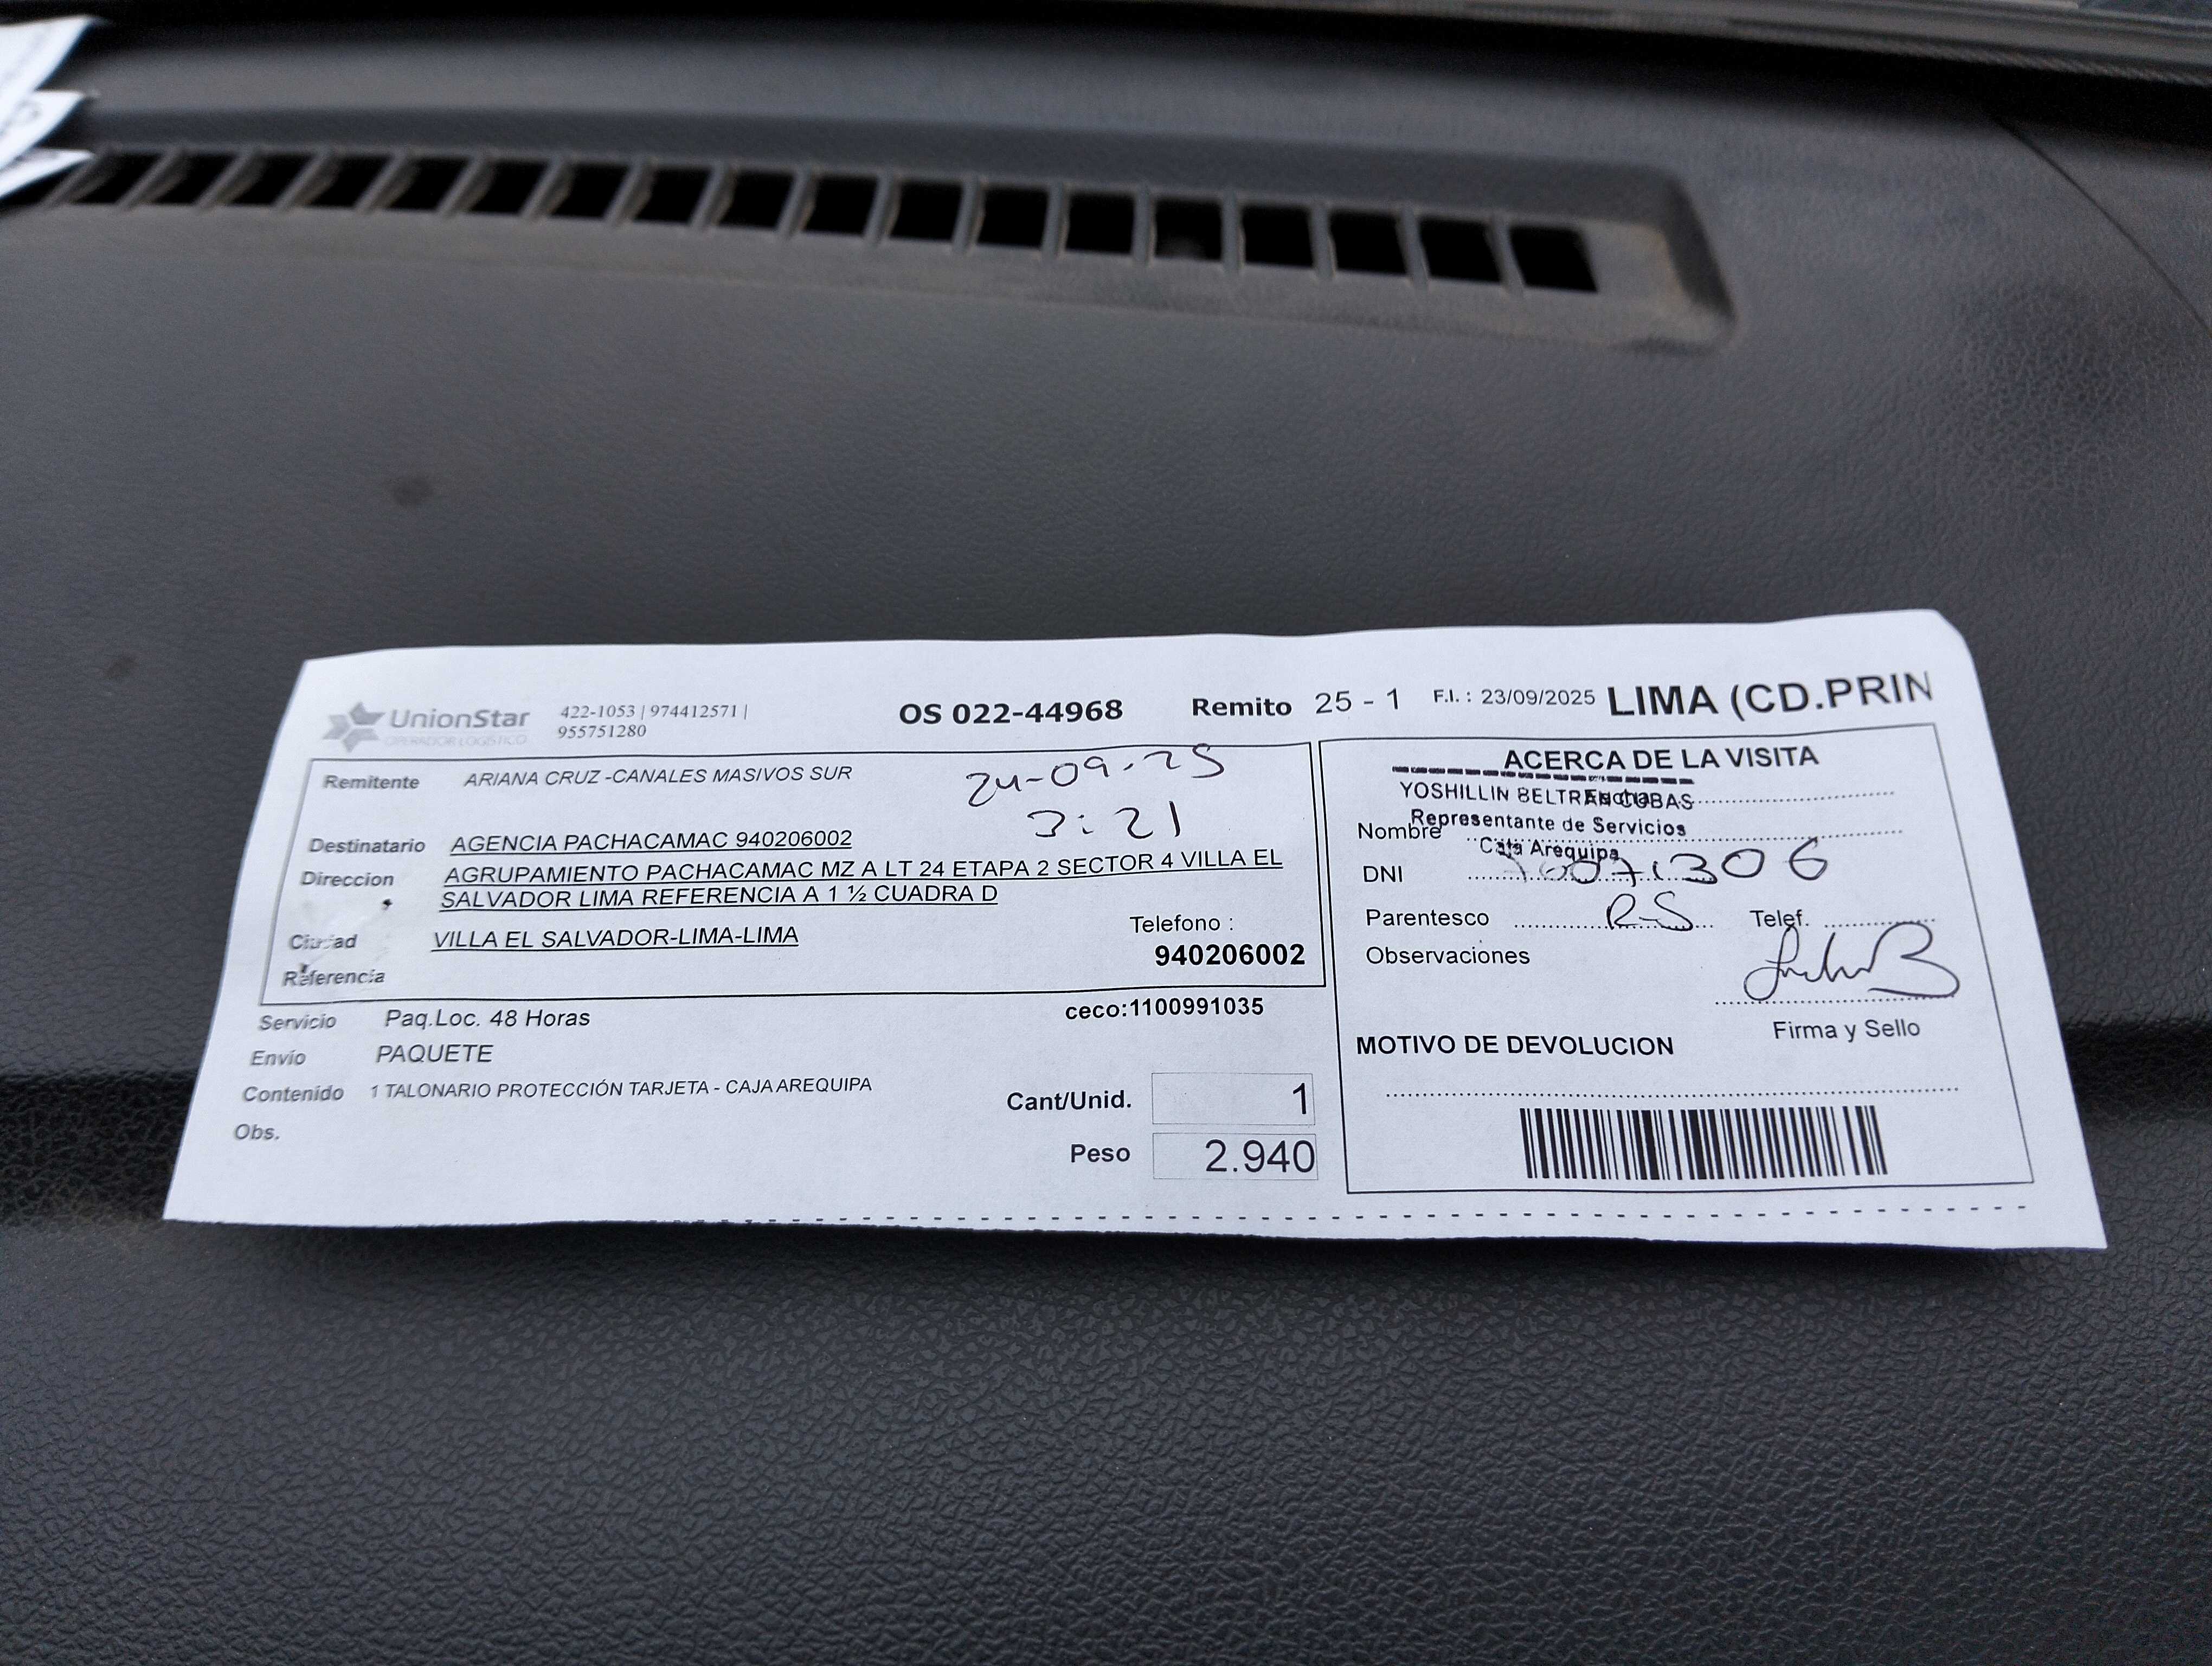 UnionStar
OPERADOR LOGISTICO
422-1053 | 974412571 |
955751280
OS 022-44968
Remito 25 - 1
F.I. : 23/09/2025
LIMA (CD.PRIN
Remitente ARIANA CRUZ -CANALES MASIVOS SUR
24-09-25
3:21
Destinatario AGENCIA PACHACAMAC 940206002
Direccion AGRUPAMIENTO PACHACAMAC MZ A LT 24 ETAPA 2 SECTOR 4 VILLA EL
SALVADOR LIMA REFERENCIA A 1 ½ CUADRA D
Ciudad VILLA EL SALVADOR-LIMA-LIMA
Telefono :
940206002
Referencia
Servicio Paq.Loc. 48 Horas
ceco:1100991035
Envio PAQUETE
Contenido 1 TALONARIO PROTECCIÓN TARJETA - CAJA AREQUIPA
Obs.
Cant/Unid. 1
Peso 2.940
ACERCA DE LA VISITA
Fecha
YOSHILLIN BELTRAN CUBAS
Representante de Servicios
Caja Arequipa
Nombre
DNI
Parentesco R-S Telef.
Observaciones
Firma y Sello
MOTIVO DE DEVOLUCION